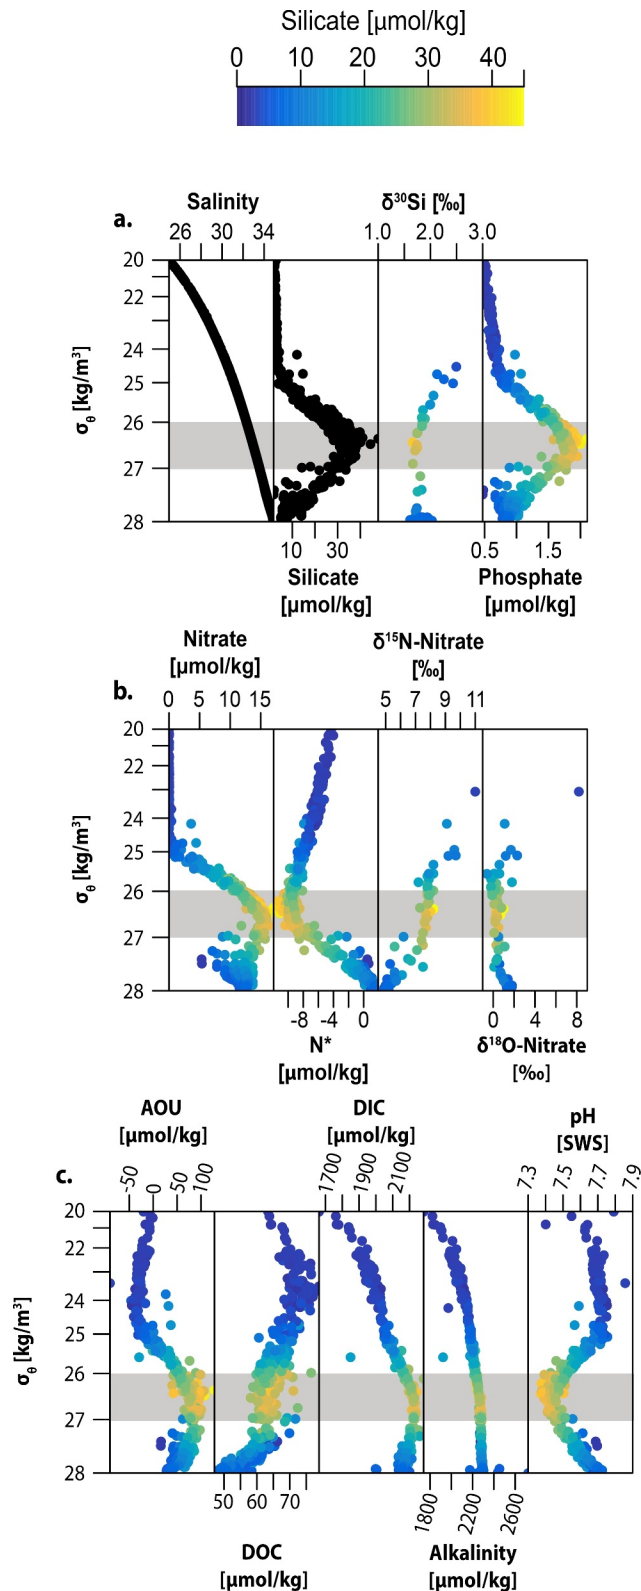 Silicate [µmol/kg]
0 10 20 30 40
a.
Salinity
δ³⁰Si [‰]
26 30 34
1.0 2.0 3.0
σθ [kg/m³]
20
22
24
25
26
27
28
10 30
0.5 1.5
Silicate
[µmol/kg]
Phosphate
[µmol/kg]
b.
Nitrate
[µmol/kg]
δ¹⁵N-Nitrate
[‰]
0 5 10 15
5 7 9 11
σθ [kg/m³]
20
22
24
25
26
27
28
-8 -4 0
0 4 8
N*
[µmol/kg]
δ¹⁸O-Nitrate
[‰]
c.
AOU
[µmol/kg]
DIC
[µmol/kg]
pH
[SWS]
-50 0 50 100
1700 1900 2100
7.3 7.5 7.7 7.9
σθ [kg/m³]
20
22
24
25
26
27
28
50 60 70
1800 2200 2600
DOC
[µmol/kg]
Alkalinity
[µmol/kg]